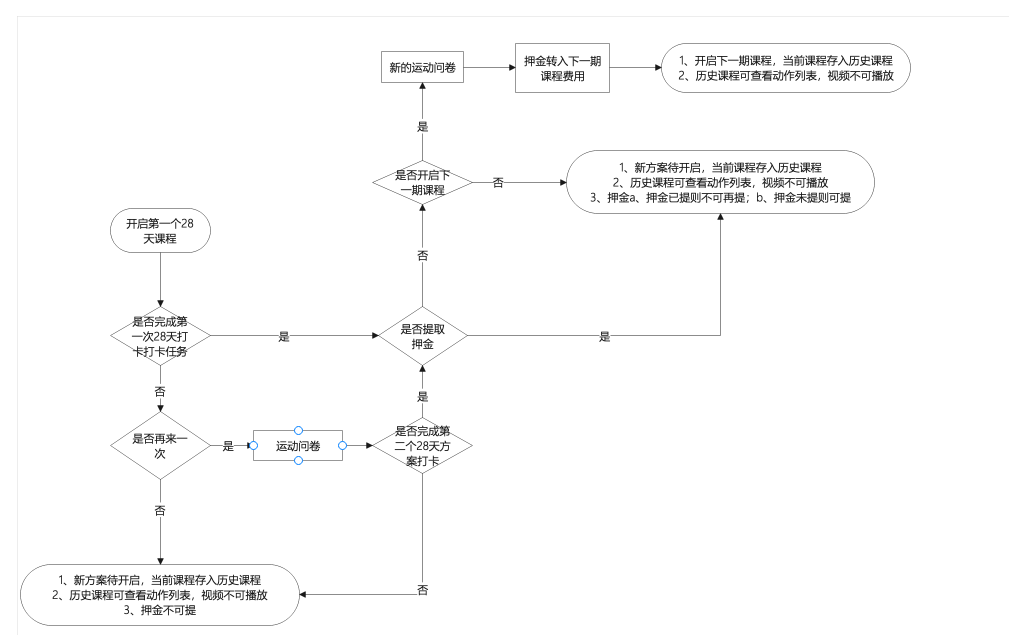 新的运动问卷
押金转入下一期
课程费用
1、开启下一期课程，当前课程存入历史课程
2、历史课程可查看动作列表，视频不可播放
是
是否开启下
一期课程
否
1、新方案待开启，当前课程存入历史课程
2、历史课程可查看动作列表，视频不可播放
3、押金a、押金已提则不可再提；b、押金未提则可提
开启第一个28
天课程
否
是否完成第
一次28天打
卡打卡任务
是
是否提取
押金
是
否
是
是否再来一
次
是
运动问卷
是否完成第
二个28天方
案打卡
否
否
1、新方案待开启，当前课程存入历史课程
2、历史课程可查看动作列表，视频不可播放
3、押金不可提